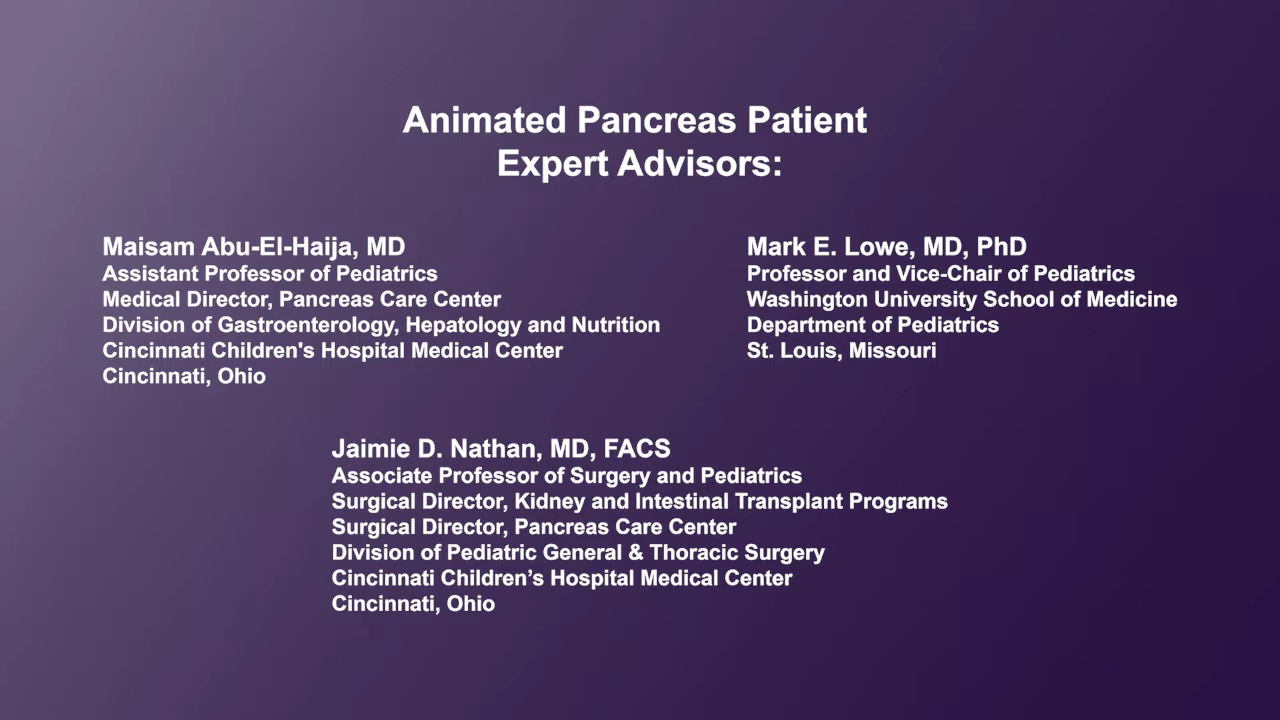 Animated Pancreas Patient
Expert Advisors:
Maisam Abu-El-Haija, MD
Assistant Professor of Pediatrics
Medical Director, Pancreas Care Center
Division of Gastroenterology, Hepatology and Nutrition
Cincinnati Children's Hospital Medical Center
Cincinnati, Ohio
Mark E. Lowe, MD, PhD
Professor and Vice-Chair of Pediatrics
Washington University School of Medicine
Department of Pediatrics
St. Louis, Missouri
Jaimie D. Nathan, MD, FACS
Associate Professor of Surgery and Pediatrics
Surgical Director, Kidney and Intestinal Transplant Programs
Surgical Director, Pancreas Care Center
Division of Pediatric General & Thoracic Surgery
Cincinnati Children’s Hospital Medical Center
Cincinnati, Ohio